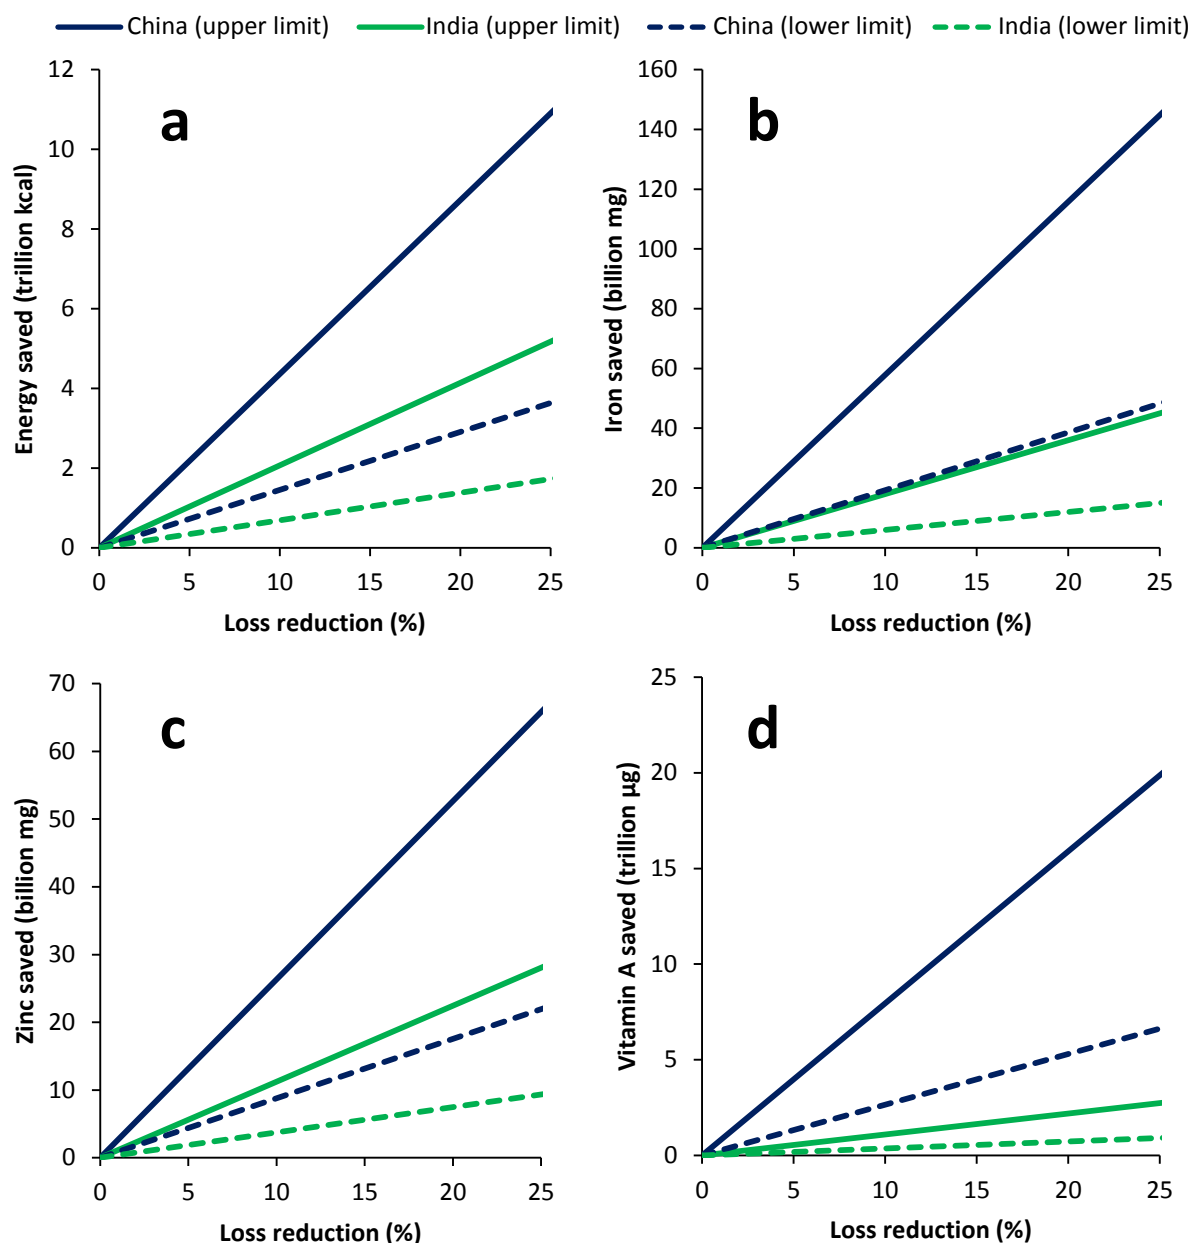 China (upper limit) India (upper limit) China (lower limit) India (lower limit)
a
Energy saved (trillion kcal)
12
10
8
6
4
2
0
0 5 10 15 20 25
Loss reduction (%)
b
Iron saved (billion mg)
160
140
120
100
80
60
40
20
0
0 5 10 15 20 25
Loss reduction (%)
c
Zinc saved (billion mg)
70
60
50
40
30
20
10
0
0 5 10 15 20 25
Loss reduction (%)
d
Vitamin A saved (trillion µg)
25
20
15
10
5
0
0 5 10 15 20 25
Loss reduction (%)